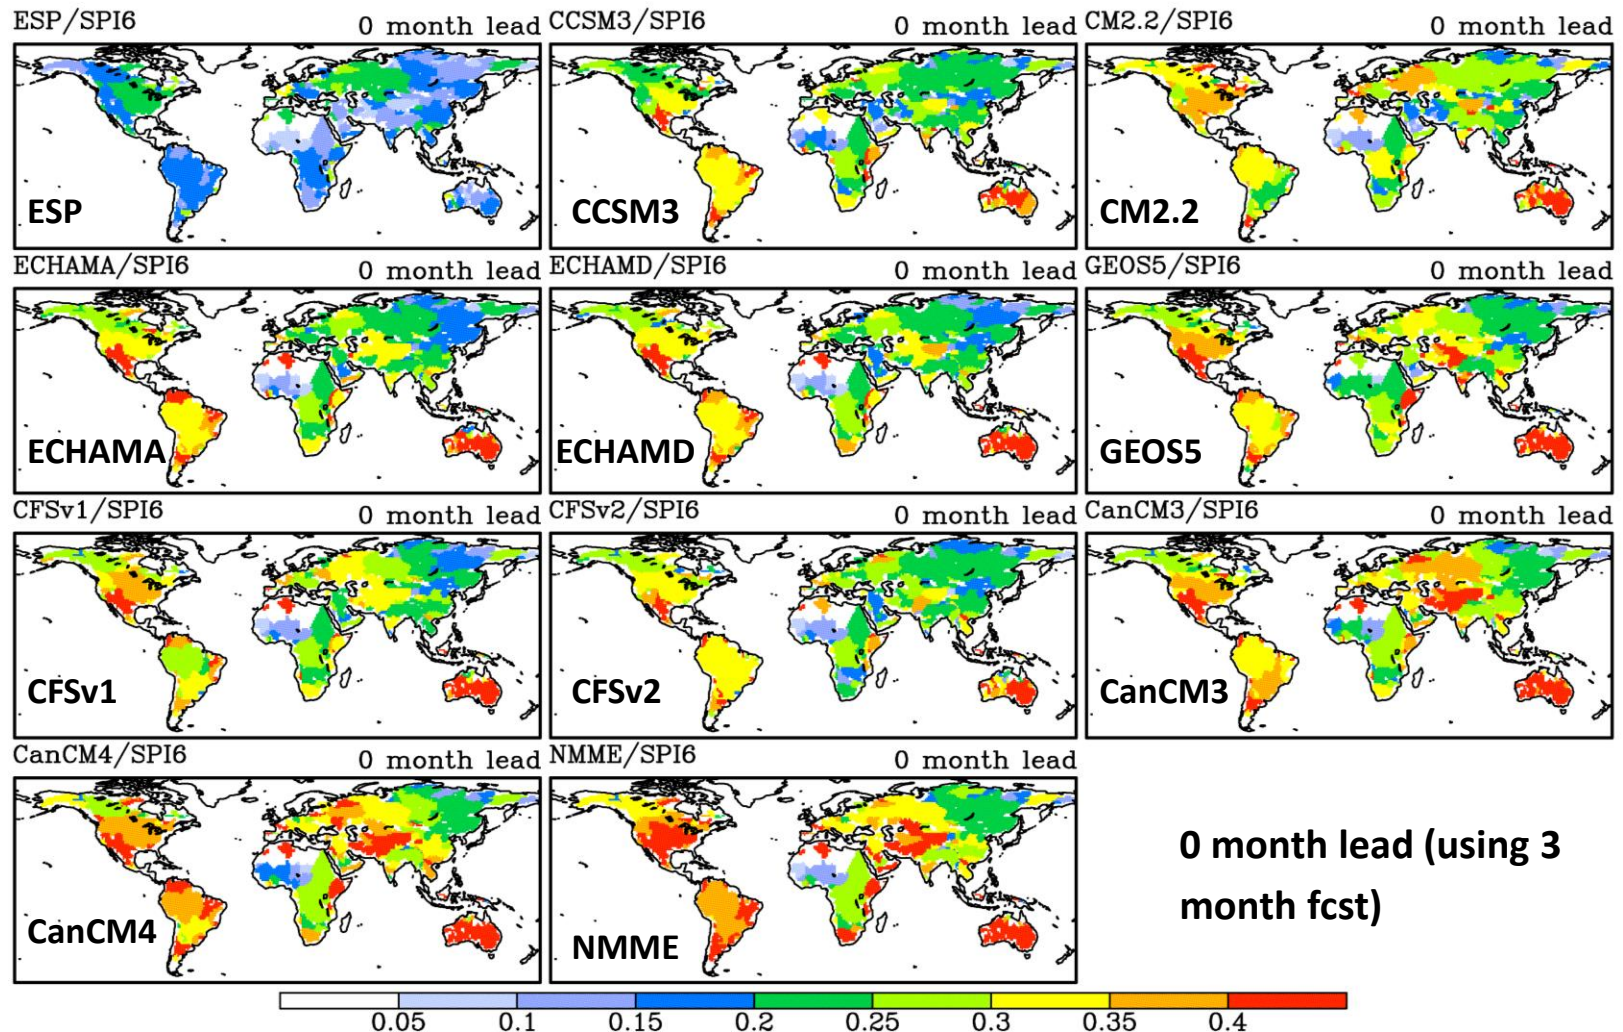 ESP/SPI6 0 month lead
CCSM3/SPI6 0 month lead
CM2.2/SPI6 0 month lead
ESP
CCSM3
CM2.2
ECHAMA/SPI6 0 month lead
ECHAMD/SPI6 0 month lead
GEOS5/SPI6 0 month lead
ECHAMA
ECHAMD
GEOS5
CFSv1/SPI6 0 month lead
CFSv2/SPI6 0 month lead
CanCM3/SPI6 0 month lead
CFSv1
CFSv2
CanCM3
CanCM4/SPI6 0 month lead
NMME/SPI6 0 month lead
CanCM4
NMME
0 month lead (using 3
month fcst)
0.05 0.1 0.15 0.2 0.25 0.3 0.35 0.4